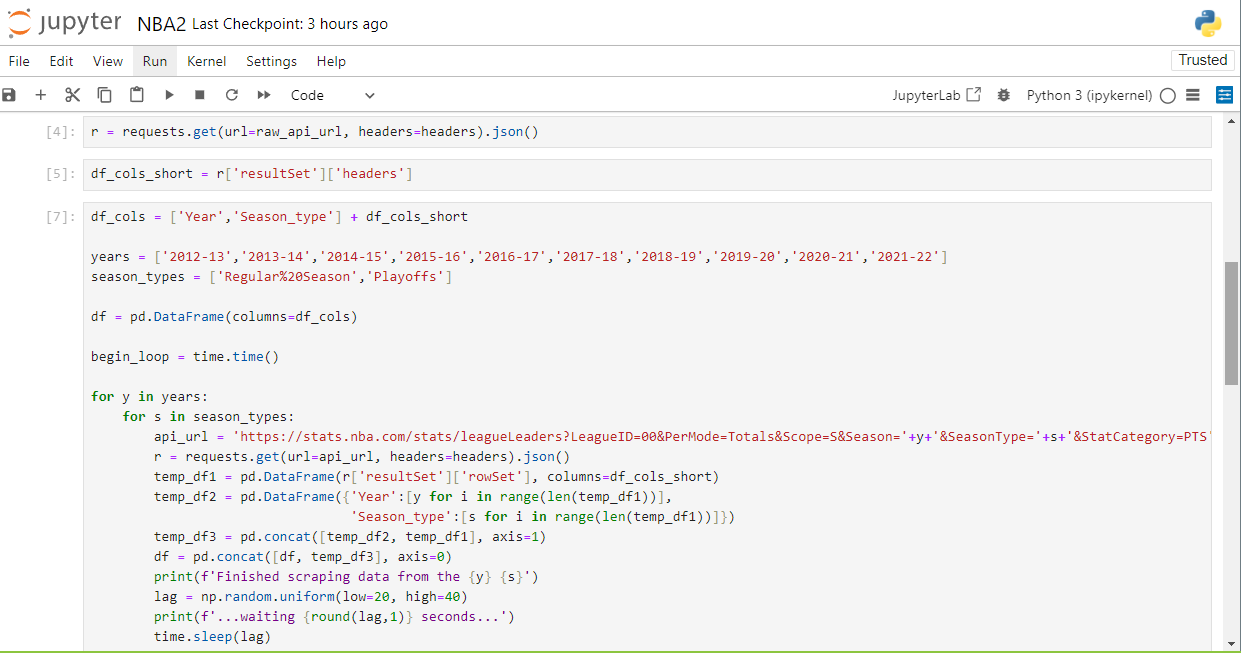 jupyter NBA2 Last Checkpoint: 3 hours ago
File Edit View Run Kernel Settings Help Trusted
Code JupyterLab Python 3 (ipykernel)
[4]: r = requests.get(url=raw_api_url, headers=headers).json()
[5]: df_cols_short = r['resultSet']['headers']
[7]: df_cols = ['Year','Season_type'] + df_cols_short
years = ['2012-13','2013-14','2014-15','2015-16','2016-17','2017-18','2018-19','2019-20','2020-21','2021-22']
season_types = ['Regular%20Season','Playoffs']
df = pd.DataFrame(columns=df_cols)
begin_loop = time.time()
for y in years:
    for s in season_types:
        api_url = 'https://stats.nba.com/stats/leagueLeaders?LeagueID=00&PerMode=Totals&Scope=S&Season='+y+'&SeasonType='+s+'&StatCategory=PTS'
        r = requests.get(url=api_url, headers=headers).json()
        temp_df1 = pd.DataFrame(r['resultSet']['rowSet'], columns=df_cols_short)
        temp_df2 = pd.DataFrame({'Year':[y for i in range(len(temp_df1))],
                                 'Season_type':[s for i in range(len(temp_df1))]})
        temp_df3 = pd.concat([temp_df2, temp_df1], axis=1)
        df = pd.concat([df, temp_df3], axis=0)
        print(f'Finished scraping data from the {y} {s}')
        lag = np.random.uniform(low=20, high=40)
        print(f'...waiting {round(lag,1)} seconds...')
        time.sleep(lag)